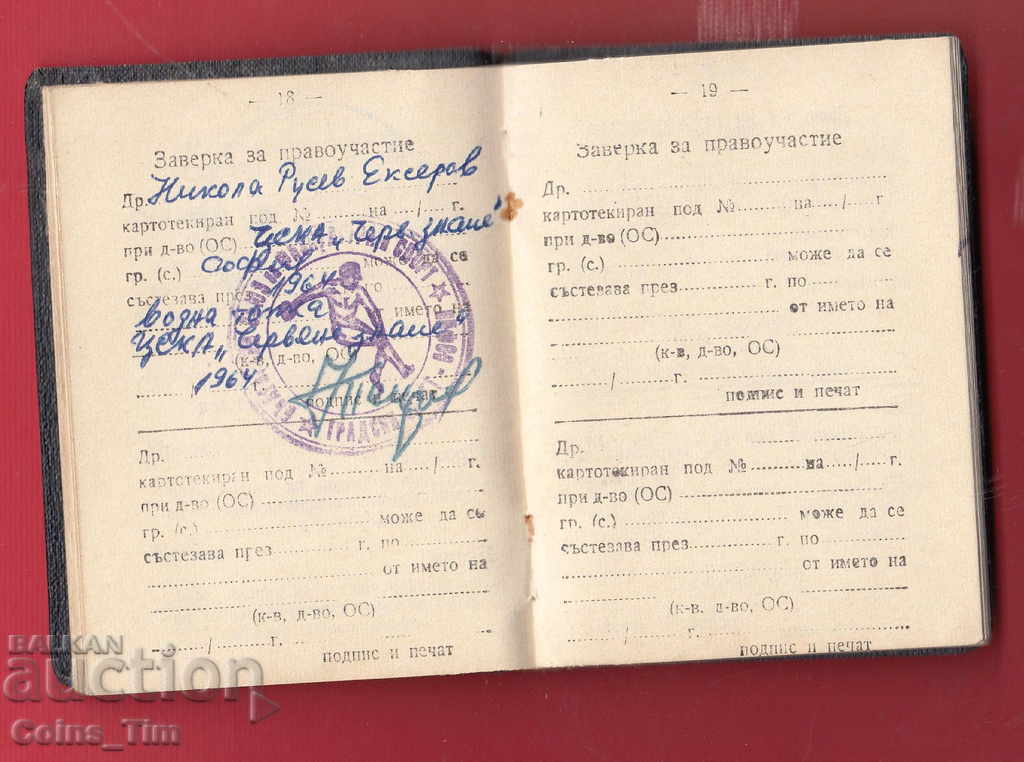 — 18 —
Заверка за правоучастие
Др. Никола Русев Ексеров
картотекиран под №......... на ....../...... г.
при д-во (ОС) ЦСКА „Черв. знаме"
гр. (с.) София може да се
състезава през 1964 го
водна топка името на
ЦСКА „Червено знаме"
(к-в, д-во, ОС)
1964 г.
подпис и печат
Др.
картотекиран под №......... на ....../...... г.
при д-во (ОС)
гр. (с.) може да се
състезава през г. по
от името на
(к-в, д-во, ОС)
/ г.
подпис и печат
— 19 —
Заверка за правоучастие
Др.
картотекиран под №......... на ....../...... г
при д-во (ОС)
гр. (с.) може да се
състезава през г. по
от името на
(к-в, д-во, ОС)
/ г.
подпис и печат
Др.
картотекиран под №......... на ....../...... г.
при д-во (ОС)
гр. (с.) може да се
състезава през г. по
от името на
(к-в, д-во, ОС)
/ г.
подпис и печат
BALKAN
auction
Coins_Tim